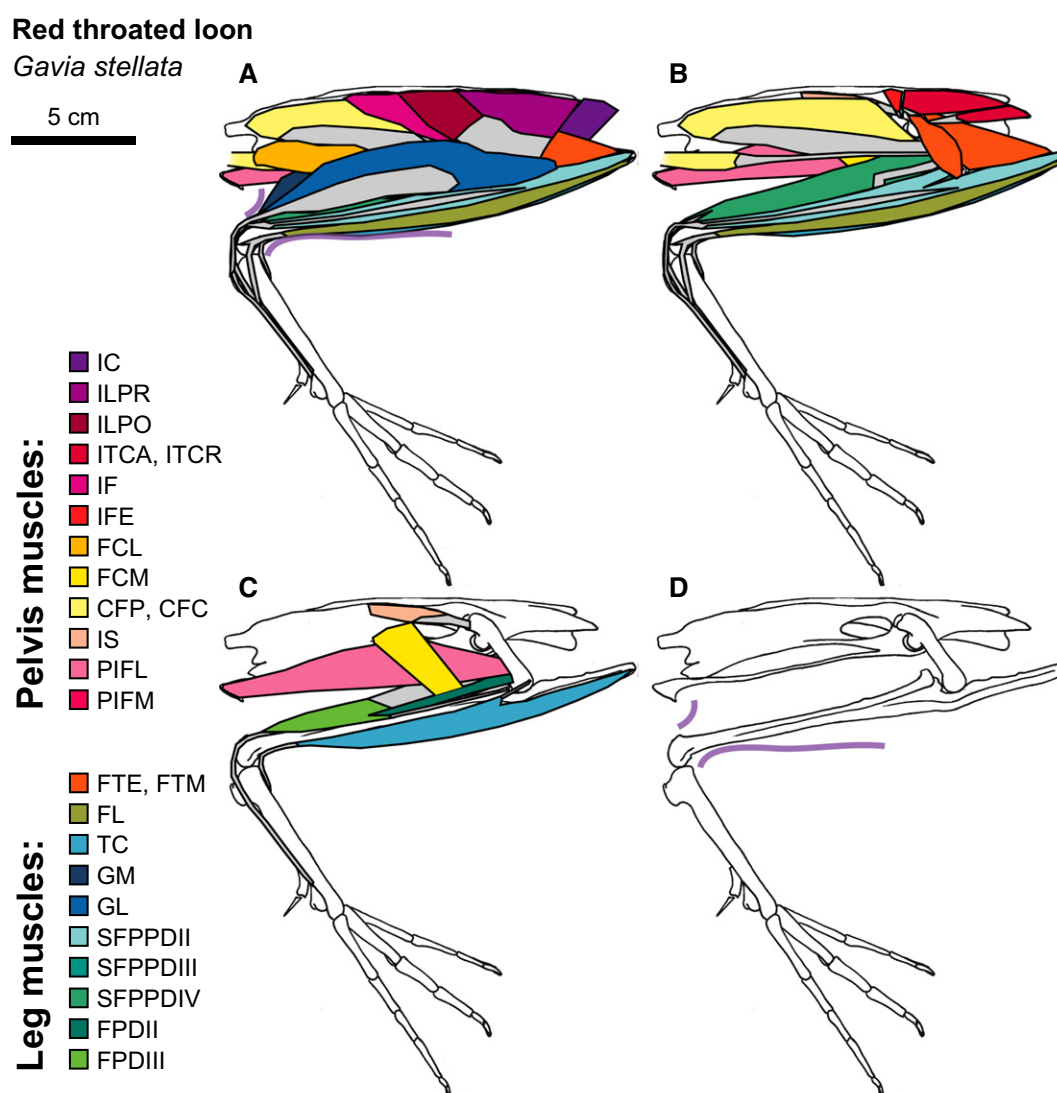 Red throated loon
Gavia stellata
5 cm
A
B
Pelvis muscles:
IC
ILPR
ILPO
ITCA, ITCR
IF
IFE
FCL
FCM
CFP, CFC
IS
PIFL
PIFM
C
D
Leg muscles:
FTE, FTM
FL
TC
GM
GL
SFPPDII
SFPPDIII
SFPPDIV
FPDII
FPDIII